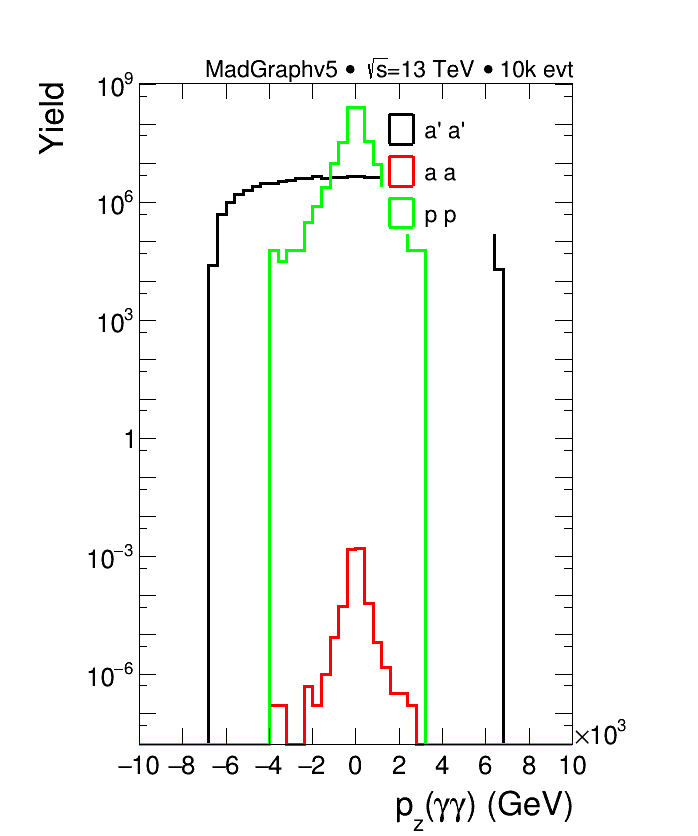 MadGraphv5 • √s=13 TeV • 10k evt
Yield
10⁹
10⁶
10³
1
10⁻³
10⁻⁶
a' a'
a a
p p
−10 −8 −6 −4 −2 0 2 4 6 8 10
×10³
p_z(γγ) (GeV)